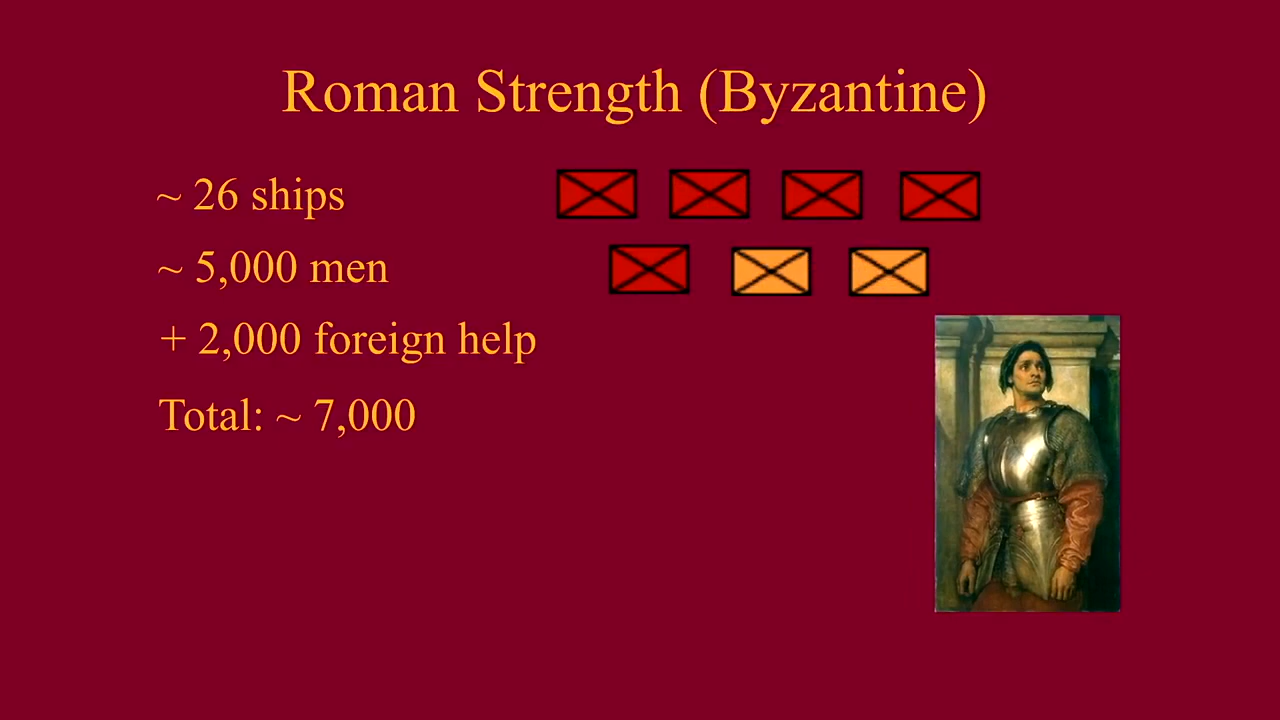 Roman Strength (Byzantine)
~ 26 ships
~ 5,000 men
+ 2,000 foreign help
Total: ~ 7,000